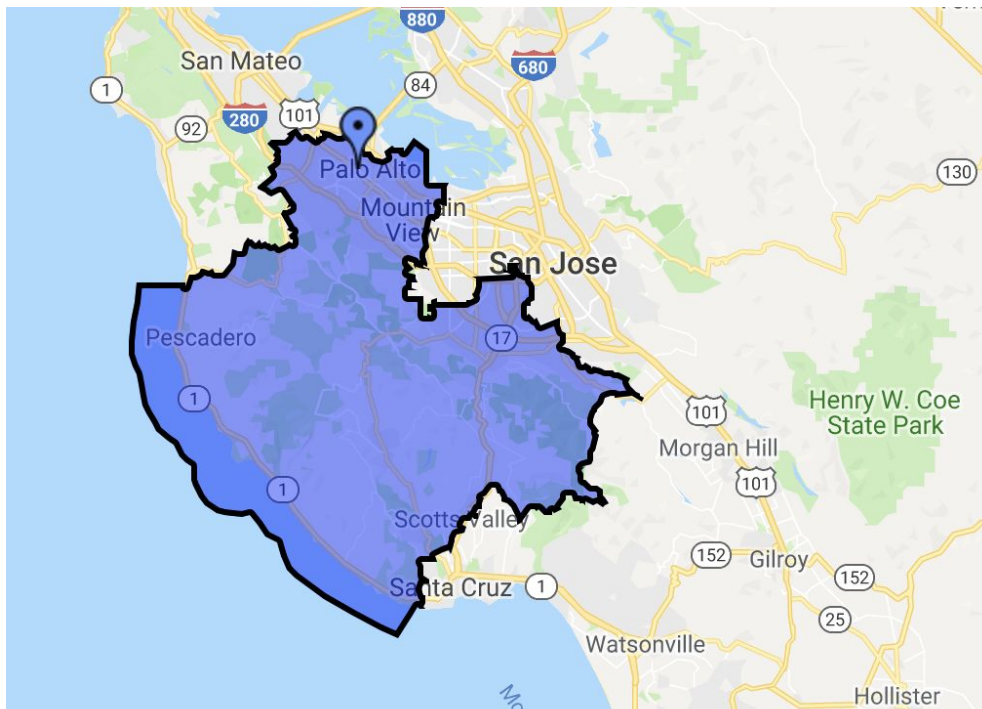 880
San Mateo
680
1
84
101
280
92
Palo Alto
130
Mountain
View
San Jose
Pescadero
17
1
Henry W. Coe
State Park
101
Morgan Hill
101
1
Scotts Valley
152
Gilroy
152
Santa Cruz
1
25
Watsonville
Hollister